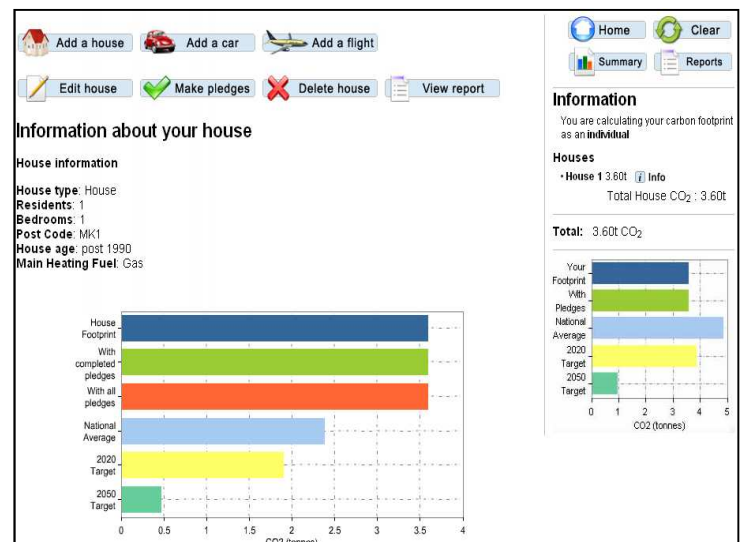 Add a house
Add a car
Add a flight
Edit house
Make pledges
Delete house
View report
Information about your house
House information
House type: House
Residents: 1
Bedrooms: 1
Post Code: MK1
House age: post 1990
Main Heating Fuel: Gas
House
Footprint
With
completed
pledges
With all
pledges
National
Average
2020
Target
2050
Target
0 0.5 1 1.5 2 2.5 3 3.5 4
CO2 (tonnes)
Home
Clear
Summary
Reports
Information
You are calculating your carbon footprint
as an individual
Houses
· House 1 3.60t i Info
Total House CO₂ : 3.60t
Total: 3.60t CO₂
Your
Footprint
With
Pledges
National
Average
2020
Target
2050
Target
0 1 2 3 4 5
CO2 (tonnes)